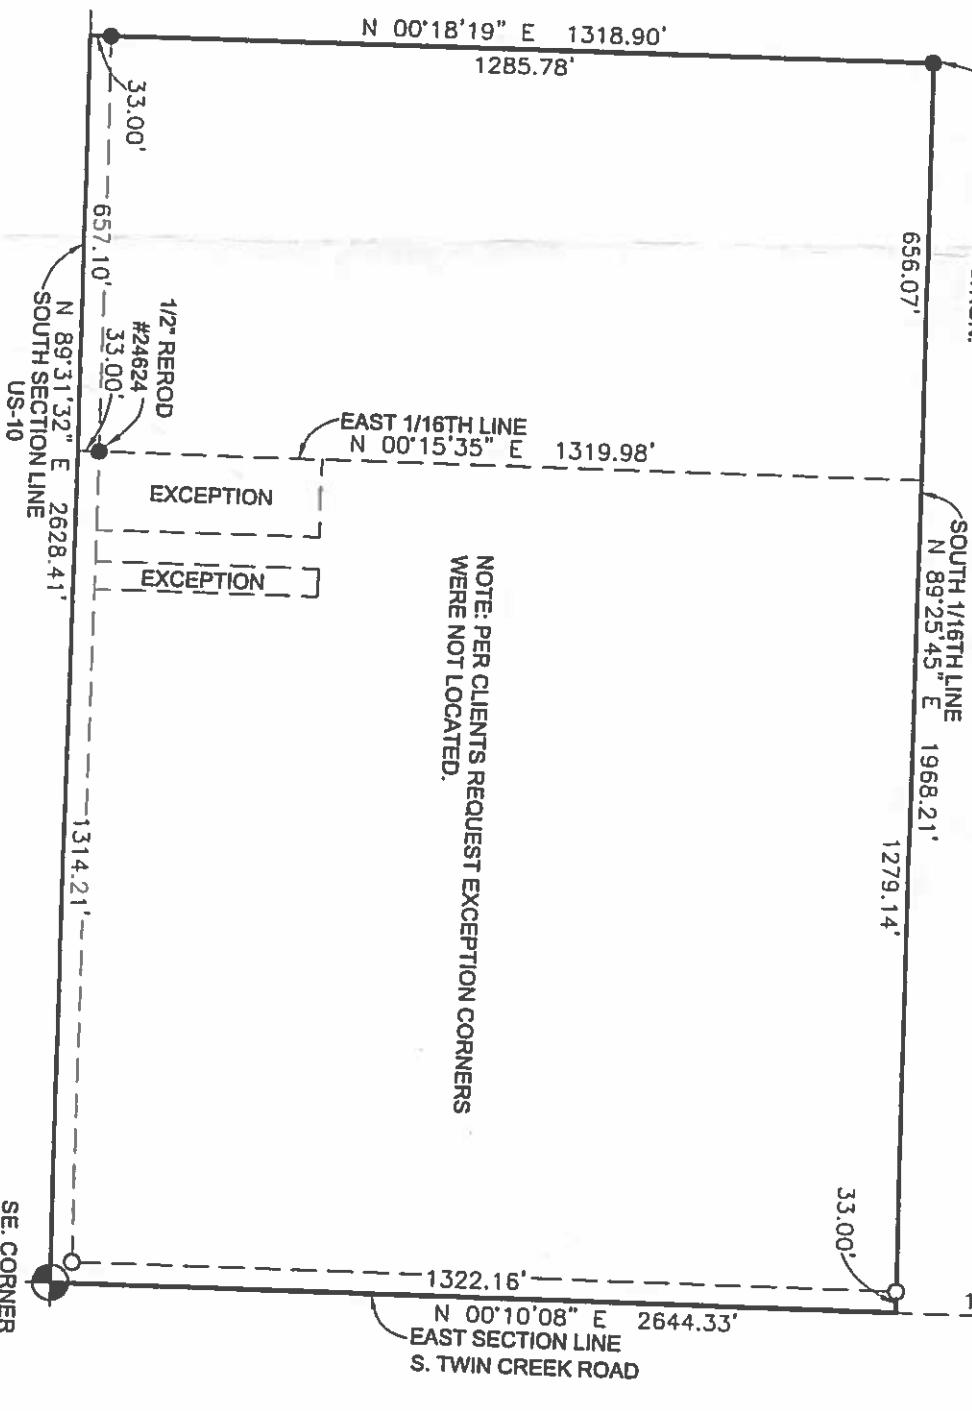 N 00°18'19" E 1318.90'
1285.78'
33.00'
657.10'
656.07'
1/2" REROD
#24624
33.00'
N 89°31'32" E 2628.41'
SOUTH SECTION LINE
US-10
EAST 1/16TH LINE
N 00°15'35" E 1319.98'
EXCEPTION
EXCEPTION
SOUTH 1/16TH LINE
N 89°25'45" E 1968.21'
NOTE: PER CLIENTS REQUEST EXCEPTION CORNERS
WERE NOT LOCATED.
1279.14'
1314.21'
33.00'
1322.16'
N 00°10'08" E 2644.33'
EAST SECTION LINE
S. TWIN CREEK ROAD
SE. CORNER